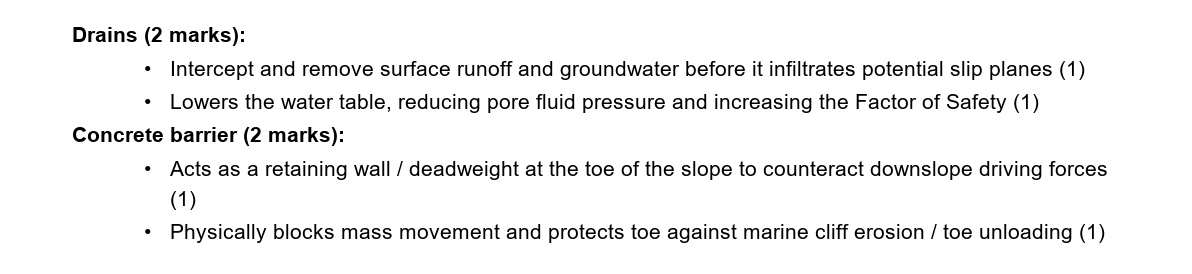 Drains (2 marks):
• Intercept and remove surface runoff and groundwater before it infiltrates potential slip planes (1)
• Lowers the water table, reducing pore fluid pressure and increasing the Factor of Safety (1)
Concrete barrier (2 marks):
• Acts as a retaining wall / deadweight at the toe of the slope to counteract downslope driving forces
(1)
• Physically blocks mass movement and protects toe against marine cliff erosion / toe unloading (1)